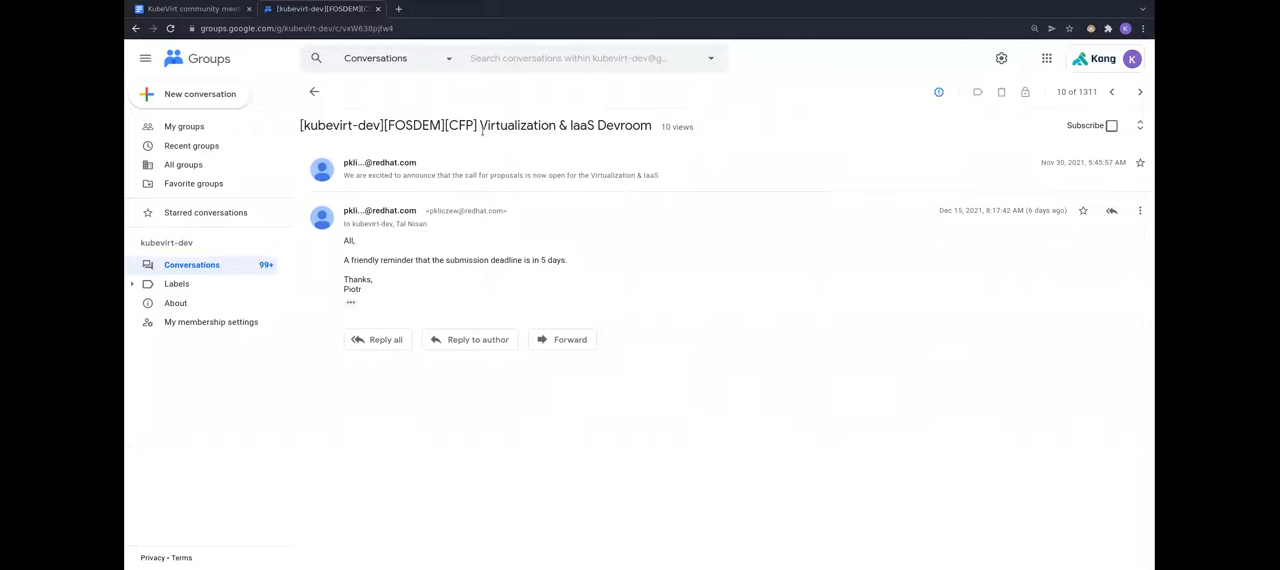 KubeVirt community meet
[kubevirt-dev][FOSDEM][C
groups.google.com/g/kubevirt-dev/c/vxW638pjfw4
K
Groups
Conversations
Search conversations within kubevirt-dev@g...
Kong
K
New conversation
10 of 1311
My groups
Recent groups
All groups
Favorite groups
Starred conversations
kubevirt-dev
Conversations 99+
Labels
About
My membership settings
[kubevirt-dev][FOSDEM][CFP] Virtualization & IaaS Devroom 10 views
Subscribe
pkli...@redhat.com
Nov 30, 2021, 5:45:57 AM
We are excited to announce that the call for proposals is now open for the Virtualization & IaaS
pkli...@redhat.com <pkliczew@redhat.com>
Dec 15, 2021, 8:17:42 AM (6 days ago)
to kubevirt-dev, Tal Nisan
All,
A friendly reminder that the submission deadline is in 5 days.
Thanks,
Piotr
Reply all
Reply to author
Forward
Privacy • Terms